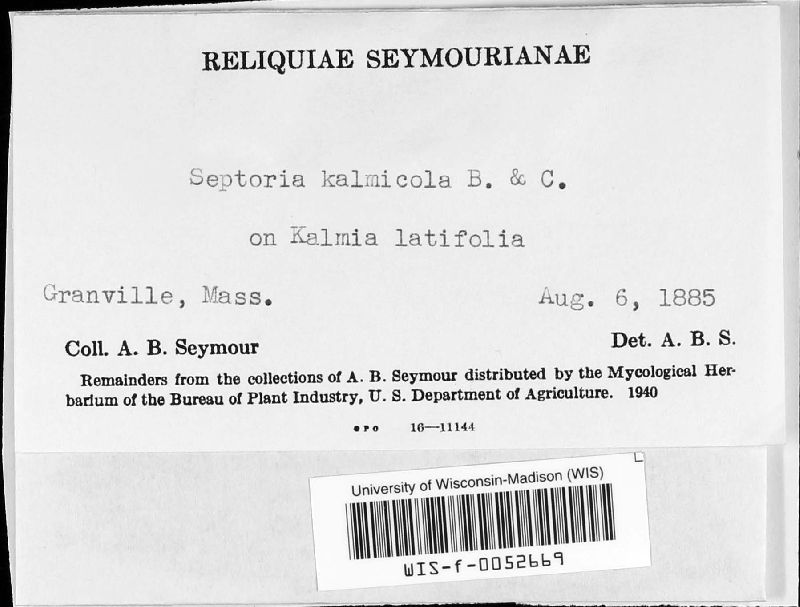 RELIQUIAE SEYMOURIANAE
Septoria kalmicola B. & C.
on Kalmia latifolia
Granville, Mass. Aug. 6, 1885
Coll. A. B. Seymour Det. A. B. S.
Remainders from the collections of A. B. Seymour distributed by the Mycological Her-
barium of the Bureau of Plant Industry, U. S. Department of Agriculture. 1940
GPO 16—11144
University of Wisconsin-Madison (WIS)
WIS-f-0052669